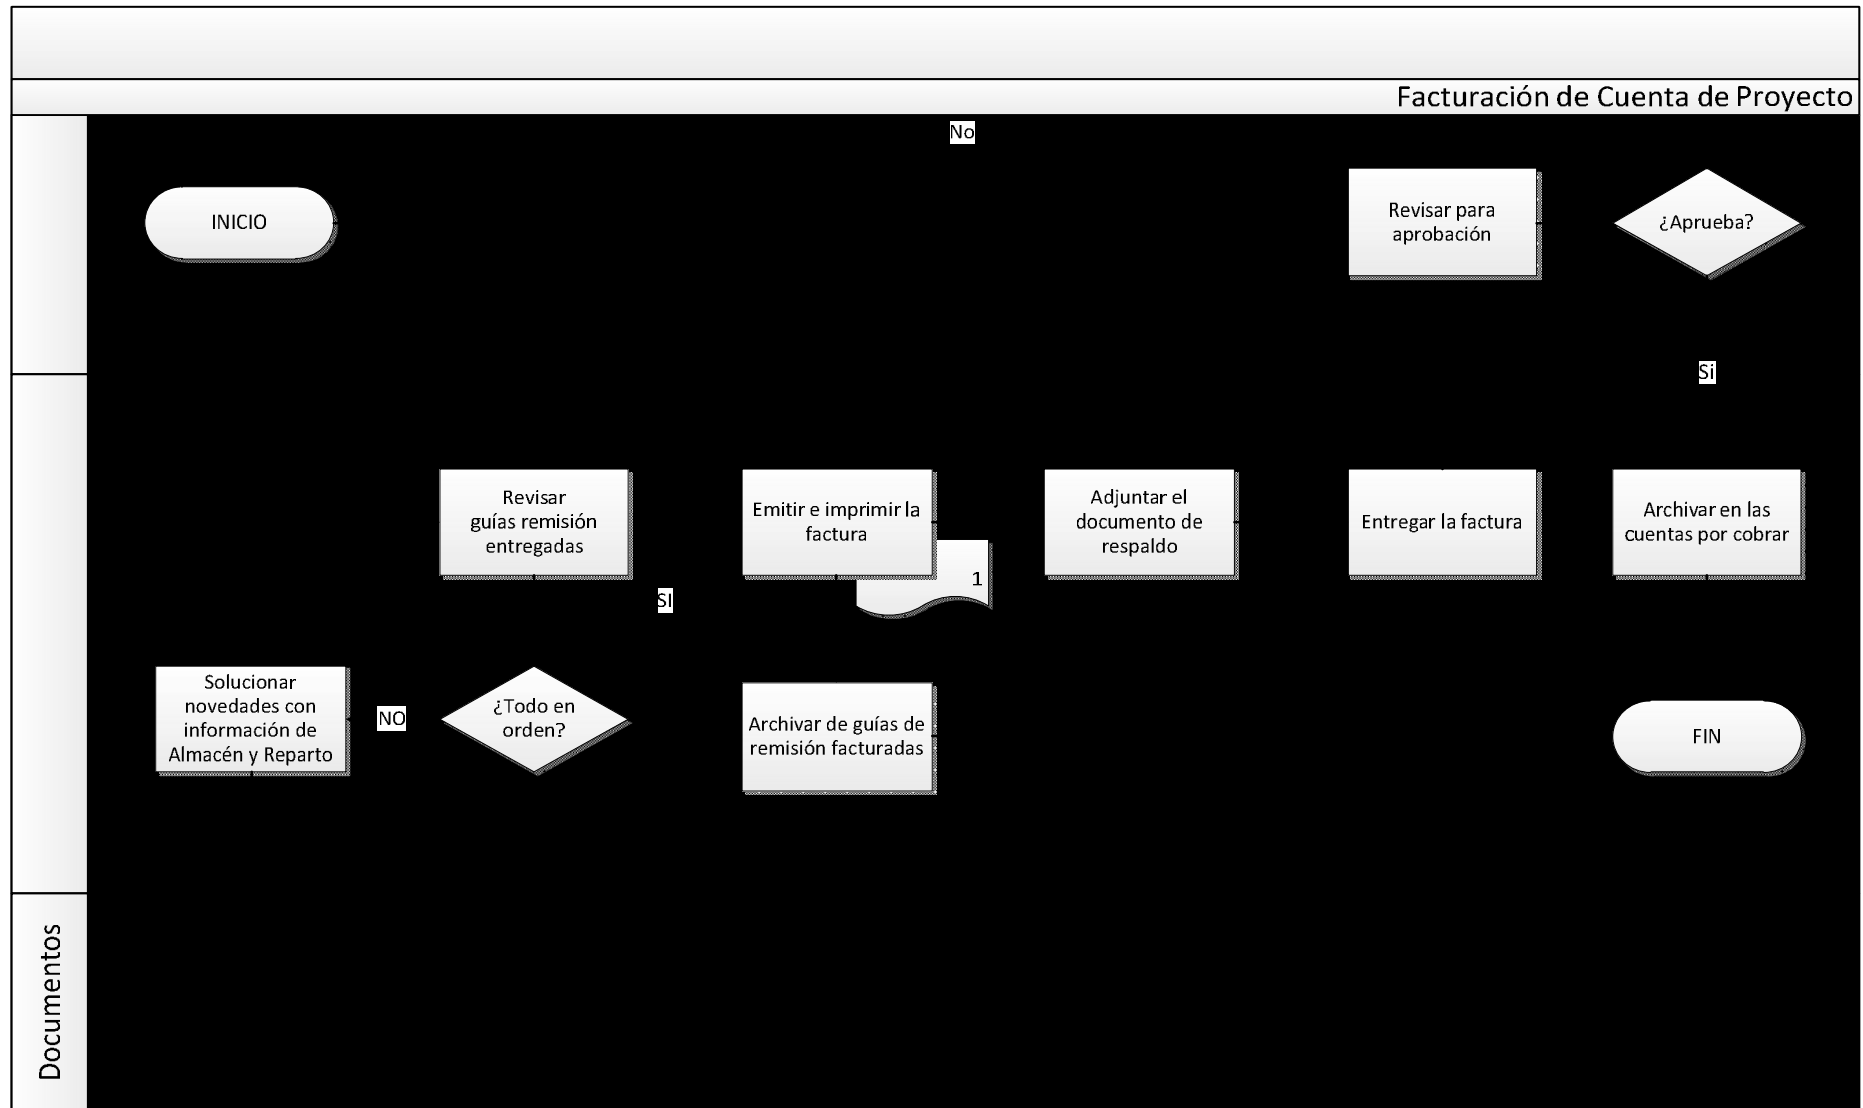 Facturación de Cuenta de Proyecto
No
INICIO
Revisar para
aprobación
¿Aprueba?
Si
Revisar
guías remisión
entregadas
Emitir e imprimir la
factura
1
Adjuntar el
documento de
respaldo
Entregar la factura
Archivar en las
cuentas por cobrar
SI
Solucionar
novedades con
información de
Almacén y Reparto
NO
¿Todo en
orden?
Archivar de guías de
remisión facturadas
FIN
Documentos